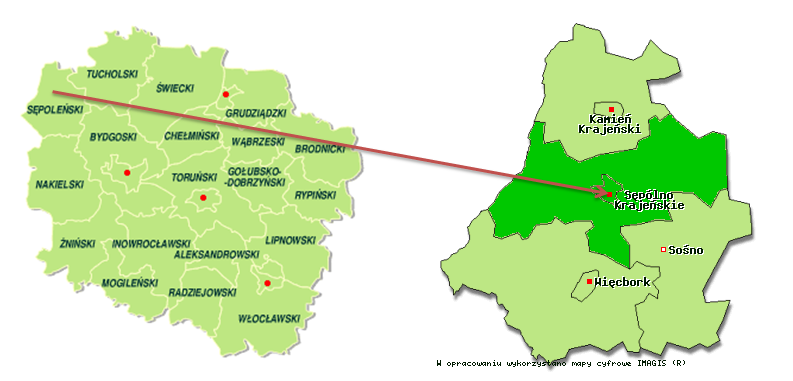 TUCHOLSKI
ŚWIECKI
SĘPOLEŃSKI
GRUDZIĄDZKI
BYDGOSKI
CHEŁMIŃSKI
WĄBRZESKI
BRODNICKI
NAKIELSKI
TORUŃSKI
GOŁUBSKO-
-DOBRZYŃSKI
RYPIŃSKI
ŻNIŃSKI
INOWROCŁAWSKI
LIPNOWSKI
ALEKSANDROWSKI
MOGILEŃSKI
RADZIEJOWSKI
WŁOCŁAWSKI
Kamień
Krajeński
Sępólno
Krajeńskie
Sośno
Więcbork
W opracowaniu wykorzystano mapy cyfrowe IMAGIS (R)